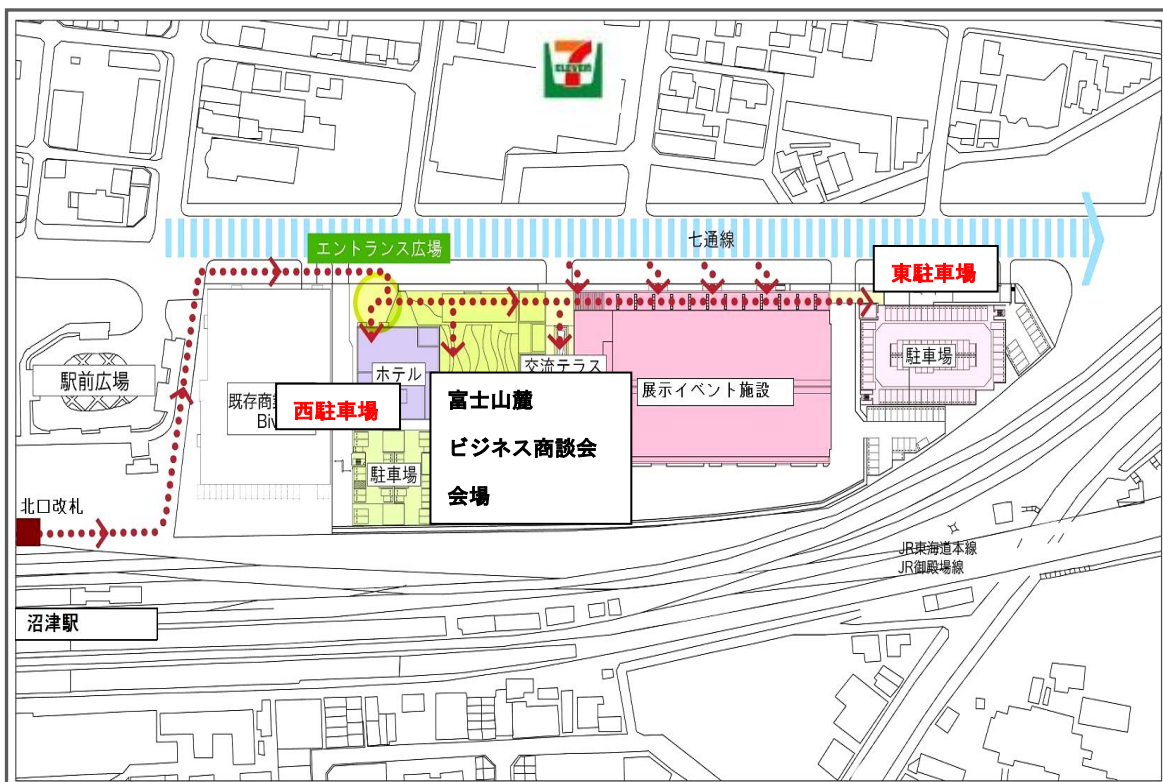 7
ELEVEN
七通線
エントランス広場
東駐車場
駐車場
交流テラス
展示イベント施設
ホテル
駅前広場
既存商
Biv
西駐車場
富士山麓
ビジネス商談会
会場
駐車場
北口改札
JR東海道本線
JR御殿場線
沼津駅